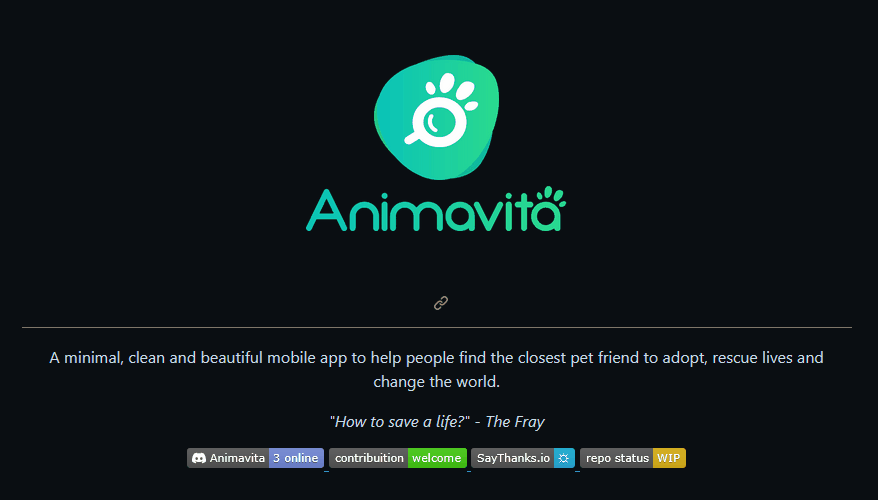 Animavita
A minimal, clean and beautiful mobile app to help people find the closest pet friend to adopt, rescue lives and
change the world.
"How to save a life?" - The Fray
Animavita 3 online contribuition welcome SayThanks.io ☼ repo status WIP